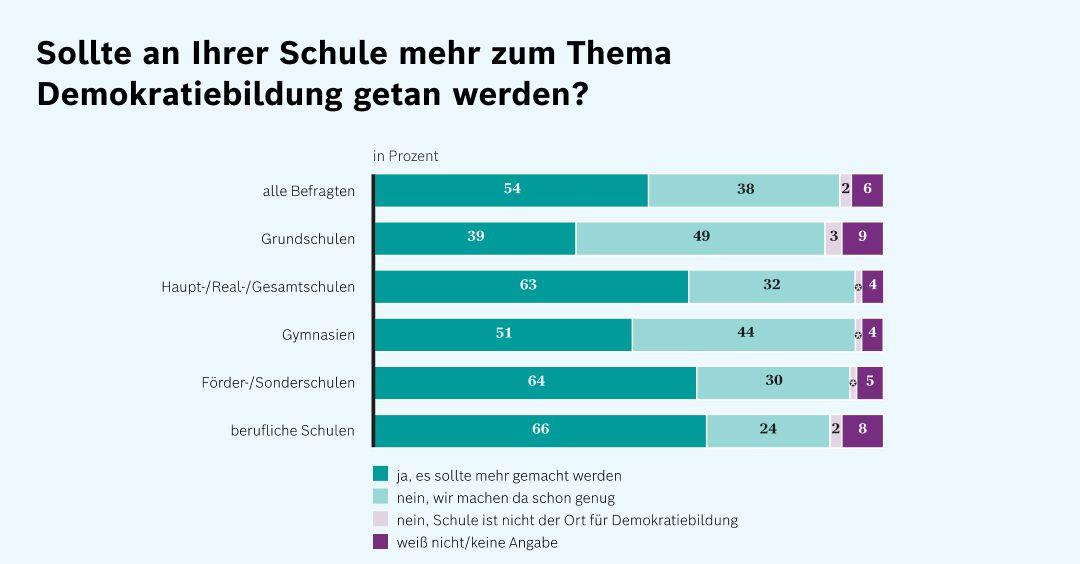 Sollte an Ihrer Schule mehr zum Thema
Demokratiebildung getan werden?
in Prozent
alle Befragten 54 38 2 6
Grundschulen 39 49 3 9
Haupt-/Real-/Gesamtschulen 63 32 ✪ 4
Gymnasien 51 44 ✪ 4
Förder-/Sonderschulen 64 30 ✪ 5
berufliche Schulen 66 24 2 8
ja, es sollte mehr gemacht werden
nein, wir machen da schon genug
nein, Schule ist nicht der Ort für Demokratiebildung
weiß nicht/keine Angabe